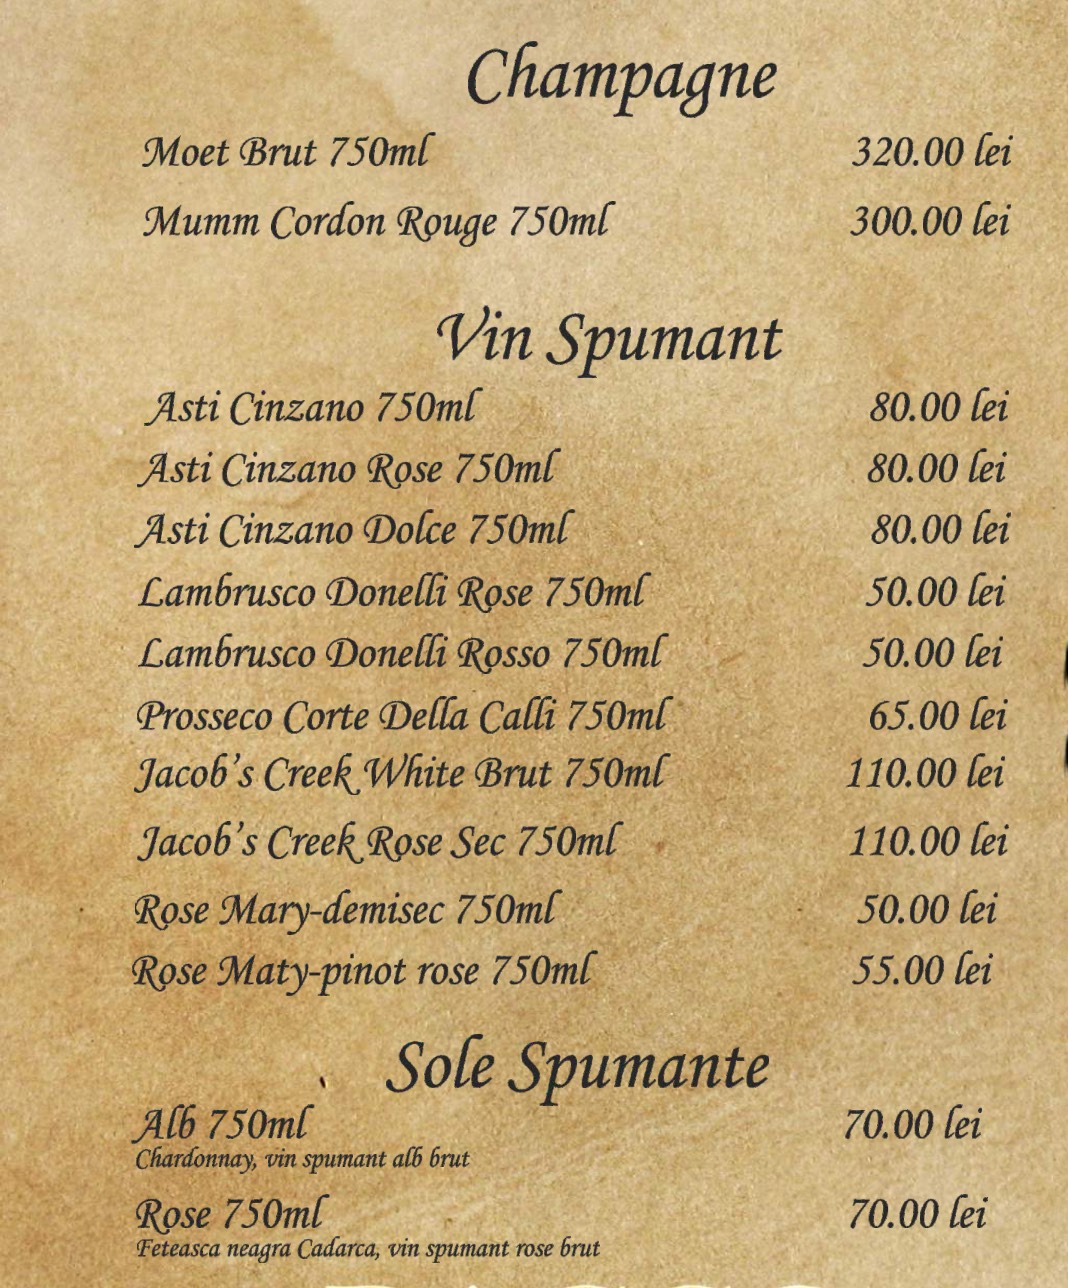 Champagne
Moet Brut 750ml 320.00 lei
Mumm Cordon Rouge 750ml 300.00 lei
Vin Spumant
Asti Cinzano 750ml 80.00 lei
Asti Cinzano Rose 750ml 80.00 lei
Asti Cinzano Dolce 750ml 80.00 lei
Lambrusco Donelli Rose 750ml 50.00 lei
Lambrusco Donelli Rosso 750ml 50.00 lei
Prosseco Corte Della Calli 750ml 65.00 lei
Jacob's Creek White Brut 750ml 110.00 lei
Jacob's Creek Rose Sec 750ml 110.00 lei
Rose Mary-demisec 750ml 50.00 lei
Rose Maty-pinot rose 750ml 55.00 lei
Sole Spumante
Alb 750ml 70.00 lei
Chardonnay, vin spumant alb brut
Rose 750ml 70.00 lei
Feteasca neagra Cadarca, vin spumant rose brut